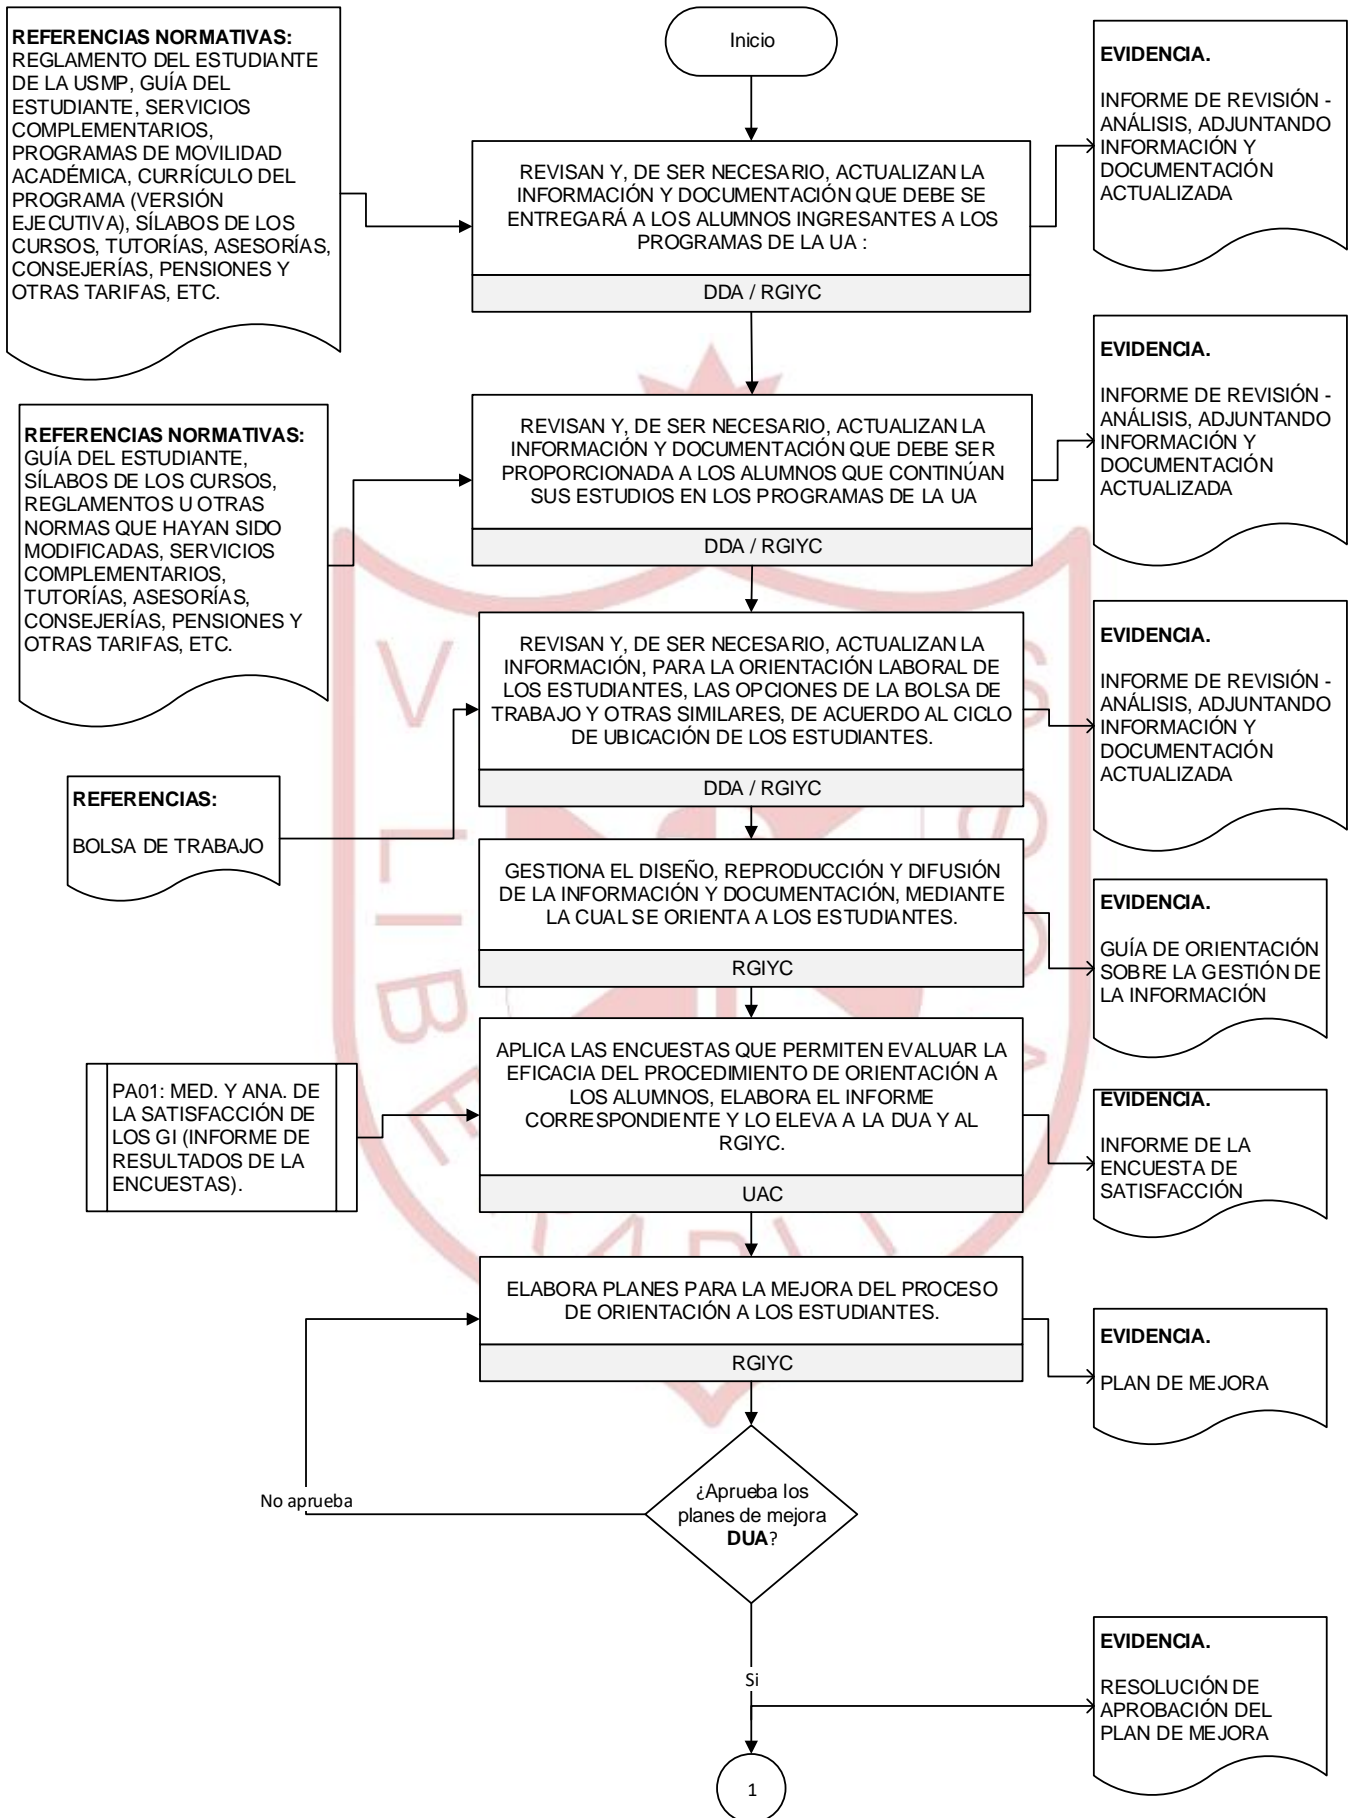 REFERENCIAS NORMATIVAS:
REGLAMENTO DEL ESTUDIANTE
DE LA USMP, GUÍA DEL
ESTUDIANTE, SERVICIOS
COMPLEMENTARIOS,
PROGRAMAS DE MOVILIDAD
ACADÉMICA, CURRÍCULO DEL
PROGRAMA (VERSIÓN
EJECUTIVA), SÍLABOS DE LOS
CURSOS, TUTORÍAS, ASESORÍAS,
CONSEJERÍAS, PENSIONES Y
OTRAS TARIFAS, ETC.
Inicio
EVIDENCIA.
INFORME DE REVISIÓN -
ANÁLISIS, ADJUNTANDO
INFORMACIÓN Y
DOCUMENTACIÓN
ACTUALIZADA
REVISAN Y, DE SER NECESARIO, ACTUALIZAN LA
INFORMACIÓN Y DOCUMENTACIÓN QUE DEBE SE
ENTREGARÁ A LOS ALUMNOS INGRESANTES A LOS
PROGRAMAS DE LA UA :
DDA / RGIYC
REFERENCIAS NORMATIVAS:
GUÍA DEL ESTUDIANTE,
SÍLABOS DE LOS CURSOS,
REGLAMENTOS U OTRAS
NORMAS QUE HAYAN SIDO
MODIFICADAS, SERVICIOS
COMPLEMENTARIOS,
TUTORÍAS, ASESORÍAS,
CONSEJERÍAS, PENSIONES Y
OTRAS TARIFAS, ETC.
REVISAN Y, DE SER NECESARIO, ACTUALIZAN LA
INFORMACIÓN Y DOCUMENTACIÓN QUE DEBE SER
PROPORCIONADA A LOS ALUMNOS QUE CONTINÚAN
SUS ESTUDIOS EN LOS PROGRAMAS DE LA UA
DDA / RGIYC
EVIDENCIA.
INFORME DE REVISIÓN -
ANÁLISIS, ADJUNTANDO
INFORMACIÓN Y
DOCUMENTACIÓN
ACTUALIZADA
REVISAN Y, DE SER NECESARIO, ACTUALIZAN LA
INFORMACIÓN, PARA LA ORIENTACIÓN LABORAL DE
LOS ESTUDIANTES, LAS OPCIONES DE LA BOLSA DE
TRABAJO Y OTRAS SIMILARES, DE ACUERDO AL CICLO
DE UBICACIÓN DE LOS ESTUDIANTES.
DDA / RGIYC
EVIDENCIA.
INFORME DE REVISIÓN -
ANÁLISIS, ADJUNTANDO
INFORMACIÓN Y
DOCUMENTACIÓN
ACTUALIZADA
REFERENCIAS:
BOLSA DE TRABAJO
GESTIONA EL DISEÑO, REPRODUCCIÓN Y DIFUSIÓN
DE LA INFORMACIÓN Y DOCUMENTACIÓN, MEDIANTE
LA CUAL SE ORIENTA A LOS ESTUDIANTES.
RGIYC
EVIDENCIA.
GUÍA DE ORIENTACIÓN
SOBRE LA GESTIÓN DE
LA INFORMACIÓN
PA01: MED. Y ANA. DE
LA SATISFACCIÓN DE
LOS GI (INFORME DE
RESULTADOS DE LA
ENCUESTAS).
APLICA LAS ENCUESTAS QUE PERMITEN EVALUAR LA
EFICACIA DEL PROCEDIMIENTO DE ORIENTACIÓN A
LOS ALUMNOS, ELABORA EL INFORME
CORRESPONDIENTE Y LO ELEVA A LA DUA Y AL
RGIYC.
UAC
EVIDENCIA.
INFORME DE LA
ENCUESTA DE
SATISFACCIÓN
ELABORA PLANES PARA LA MEJORA DEL PROCESO
DE ORIENTACIÓN A LOS ESTUDIANTES.
RGIYC
EVIDENCIA.
PLAN DE MEJORA
¿Aprueba los
planes de mejora
DUA?
No aprueba
Si
EVIDENCIA.
RESOLUCIÓN DE
APROBACIÓN DEL
PLAN DE MEJORA
1